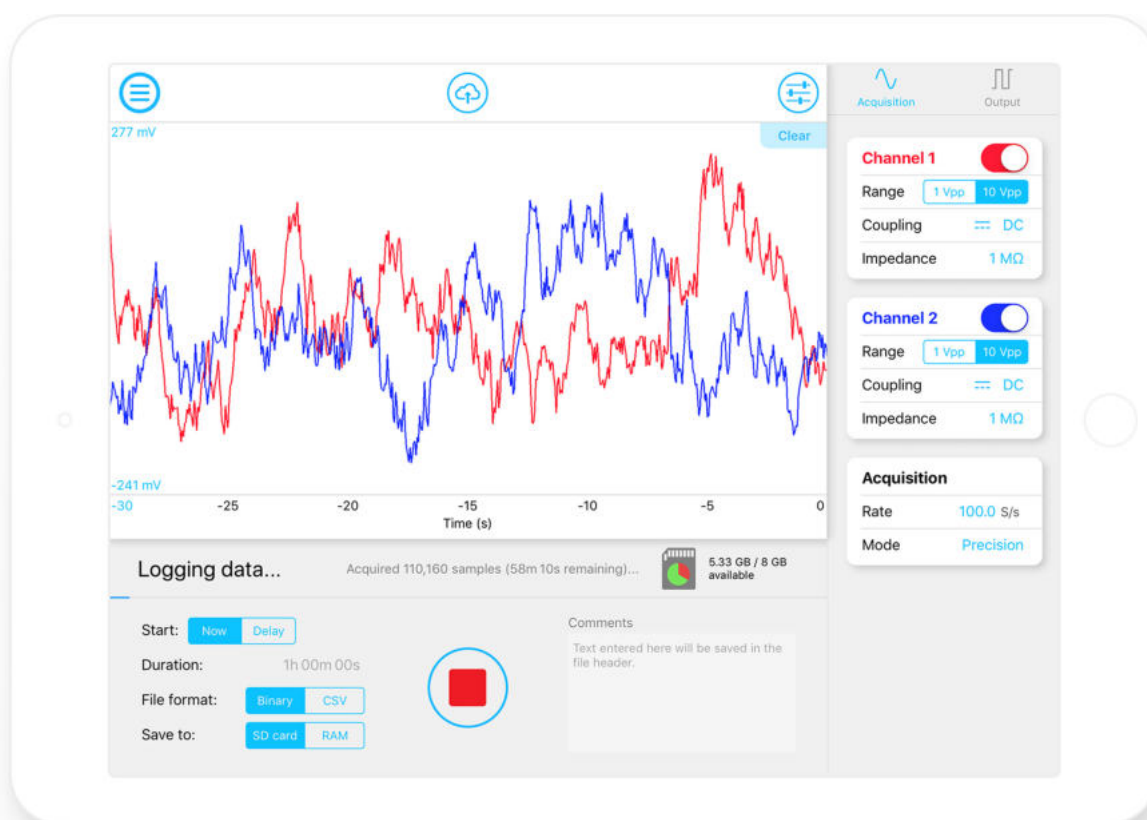 Acquisition
Output
277 mV
Clear
-241 mV
-30 -25 -20 -15 -10 -5 0
Time (s)
Channel 1
Range 1 Vpp 10 Vpp
Coupling DC
Impedance 1 MΩ
Channel 2
Range 1 Vpp 10 Vpp
Coupling DC
Impedance 1 MΩ
Acquisition
Rate 100.0 S/s
Mode Precision
Logging data...
Acquired 110,160 samples (58m 10s remaining)...
5.33 GB / 8 GB
available
Start: Now Delay
Duration: 1h 00m 00s
File format: Binary CSV
Save to: SD card RAM
Comments
Text entered here will be saved in the
file header.